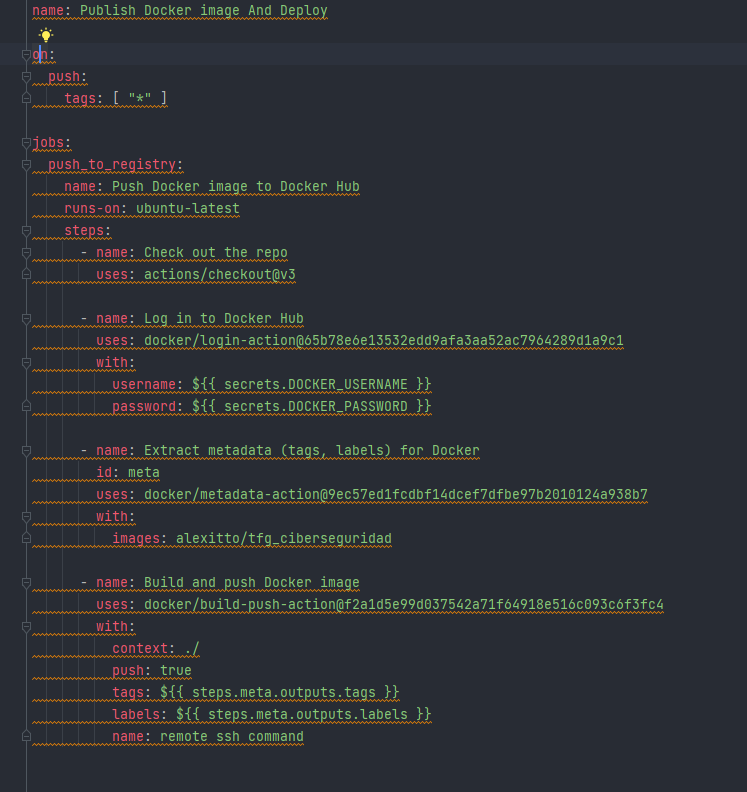 name: Publish Docker image And Deploy
on:
  push:
    tags: [ "*" ]
jobs:
  push_to_registry:
    name: Push Docker image to Docker Hub
    runs-on: ubuntu-latest
    steps:
      - name: Check out the repo
        uses: actions/checkout@v3
      - name: Log in to Docker Hub
        uses: docker/login-action@65b78e6e13532edd9afa3aa52ac7964289d1a9c1
        with:
          username: ${{ secrets.DOCKER_USERNAME }}
          password: ${{ secrets.DOCKER_PASSWORD }}
      - name: Extract metadata (tags, labels) for Docker
        id: meta
        uses: docker/metadata-action@9ec57ed1fcdbf14dcef7dfbe97b2010124a938b7
        with:
          images: alexitto/tfg_ciberseguridad
      - name: Build and push Docker image
        uses: docker/build-push-action@f2a1d5e99d037542a71f64918e516c093c6f3fc4
        with:
          context: ./
          push: true
          tags: ${{ steps.meta.outputs.tags }}
          labels: ${{ steps.meta.outputs.labels }}
          name: remote ssh command